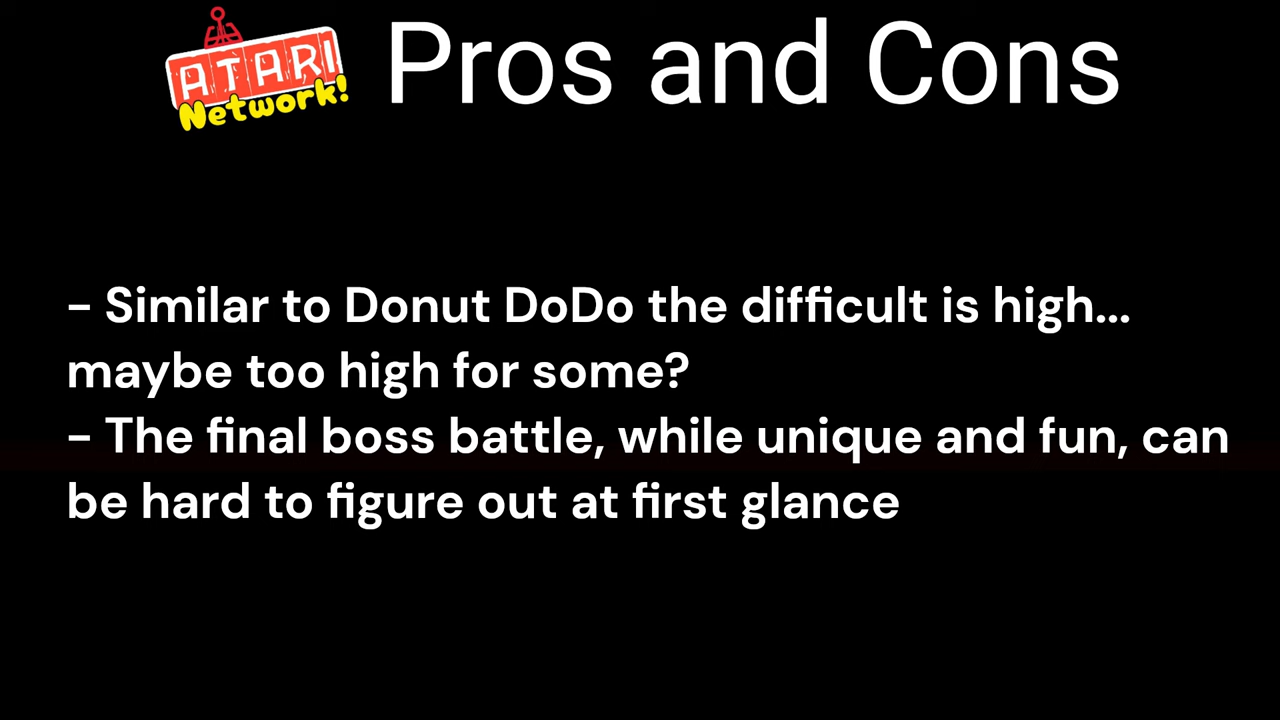 ATARI
Network!
Pros and Cons
- Similar to Donut DoDo the difficult is high...
maybe too high for some?
- The final boss battle, while unique and fun, can
be hard to figure out at first glance